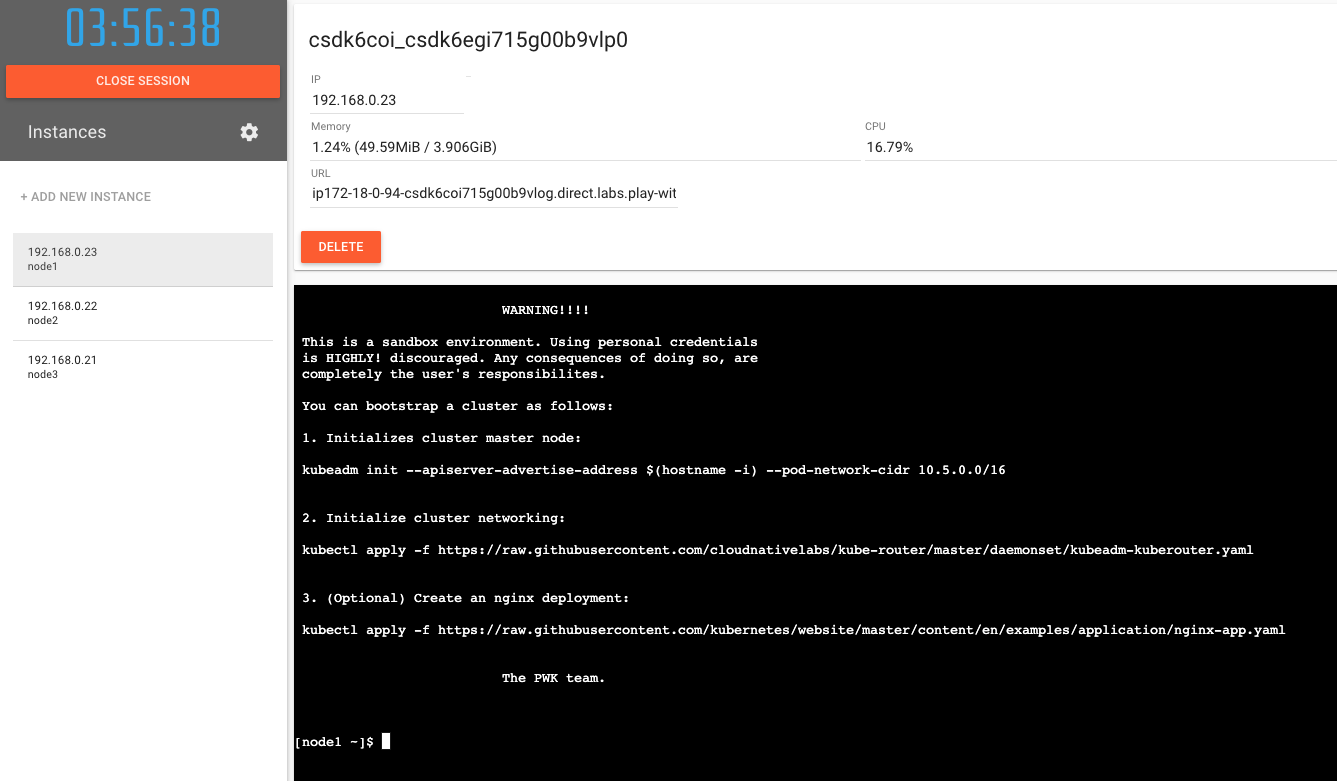 03:56:38
CLOSE SESSION
Instances
+ ADD NEW INSTANCE
192.168.0.23
node1
192.168.0.22
node2
192.168.0.21
node3
csdk6coi_csdk6egi715g00b9vlp0
IP
192.168.0.23
Memory
1.24% (49.59MiB / 3.906GiB)
CPU
16.79%
URL
ip172-18-0-94-csdk6coi715g00b9vlog.direct.labs.play-wit
DELETE
WARNING!!!!
This is a sandbox environment. Using personal credentials
is HIGHLY! discouraged. Any consequences of doing so, are
completely the user's responsibilites.
You can bootstrap a cluster as follows:
1. Initializes cluster master node:
kubeadm init --apiserver-advertise-address $(hostname -i) --pod-network-cidr 10.5.0.0/16
2. Initialize cluster networking:
kubectl apply -f https://raw.githubusercontent.com/cloudnativelabs/kube-router/master/daemonset/kubeadm-kuberouter.yaml
3. (Optional) Create an nginx deployment:
kubectl apply -f https://raw.githubusercontent.com/kubernetes/website/master/content/en/examples/application/nginx-app.yaml
The PWK team.
[node1 ~]$